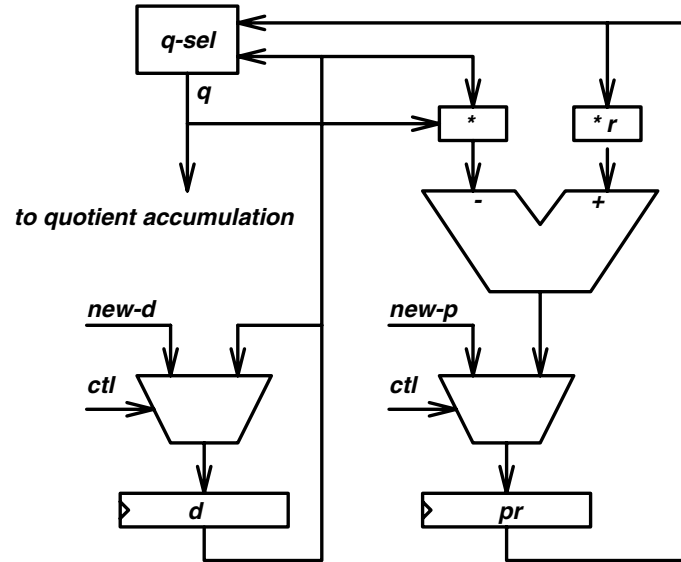 q-sel
q
*
* r
-
+
to quotient accumulation
new-d
new-p
ctl
ctl
d
pr